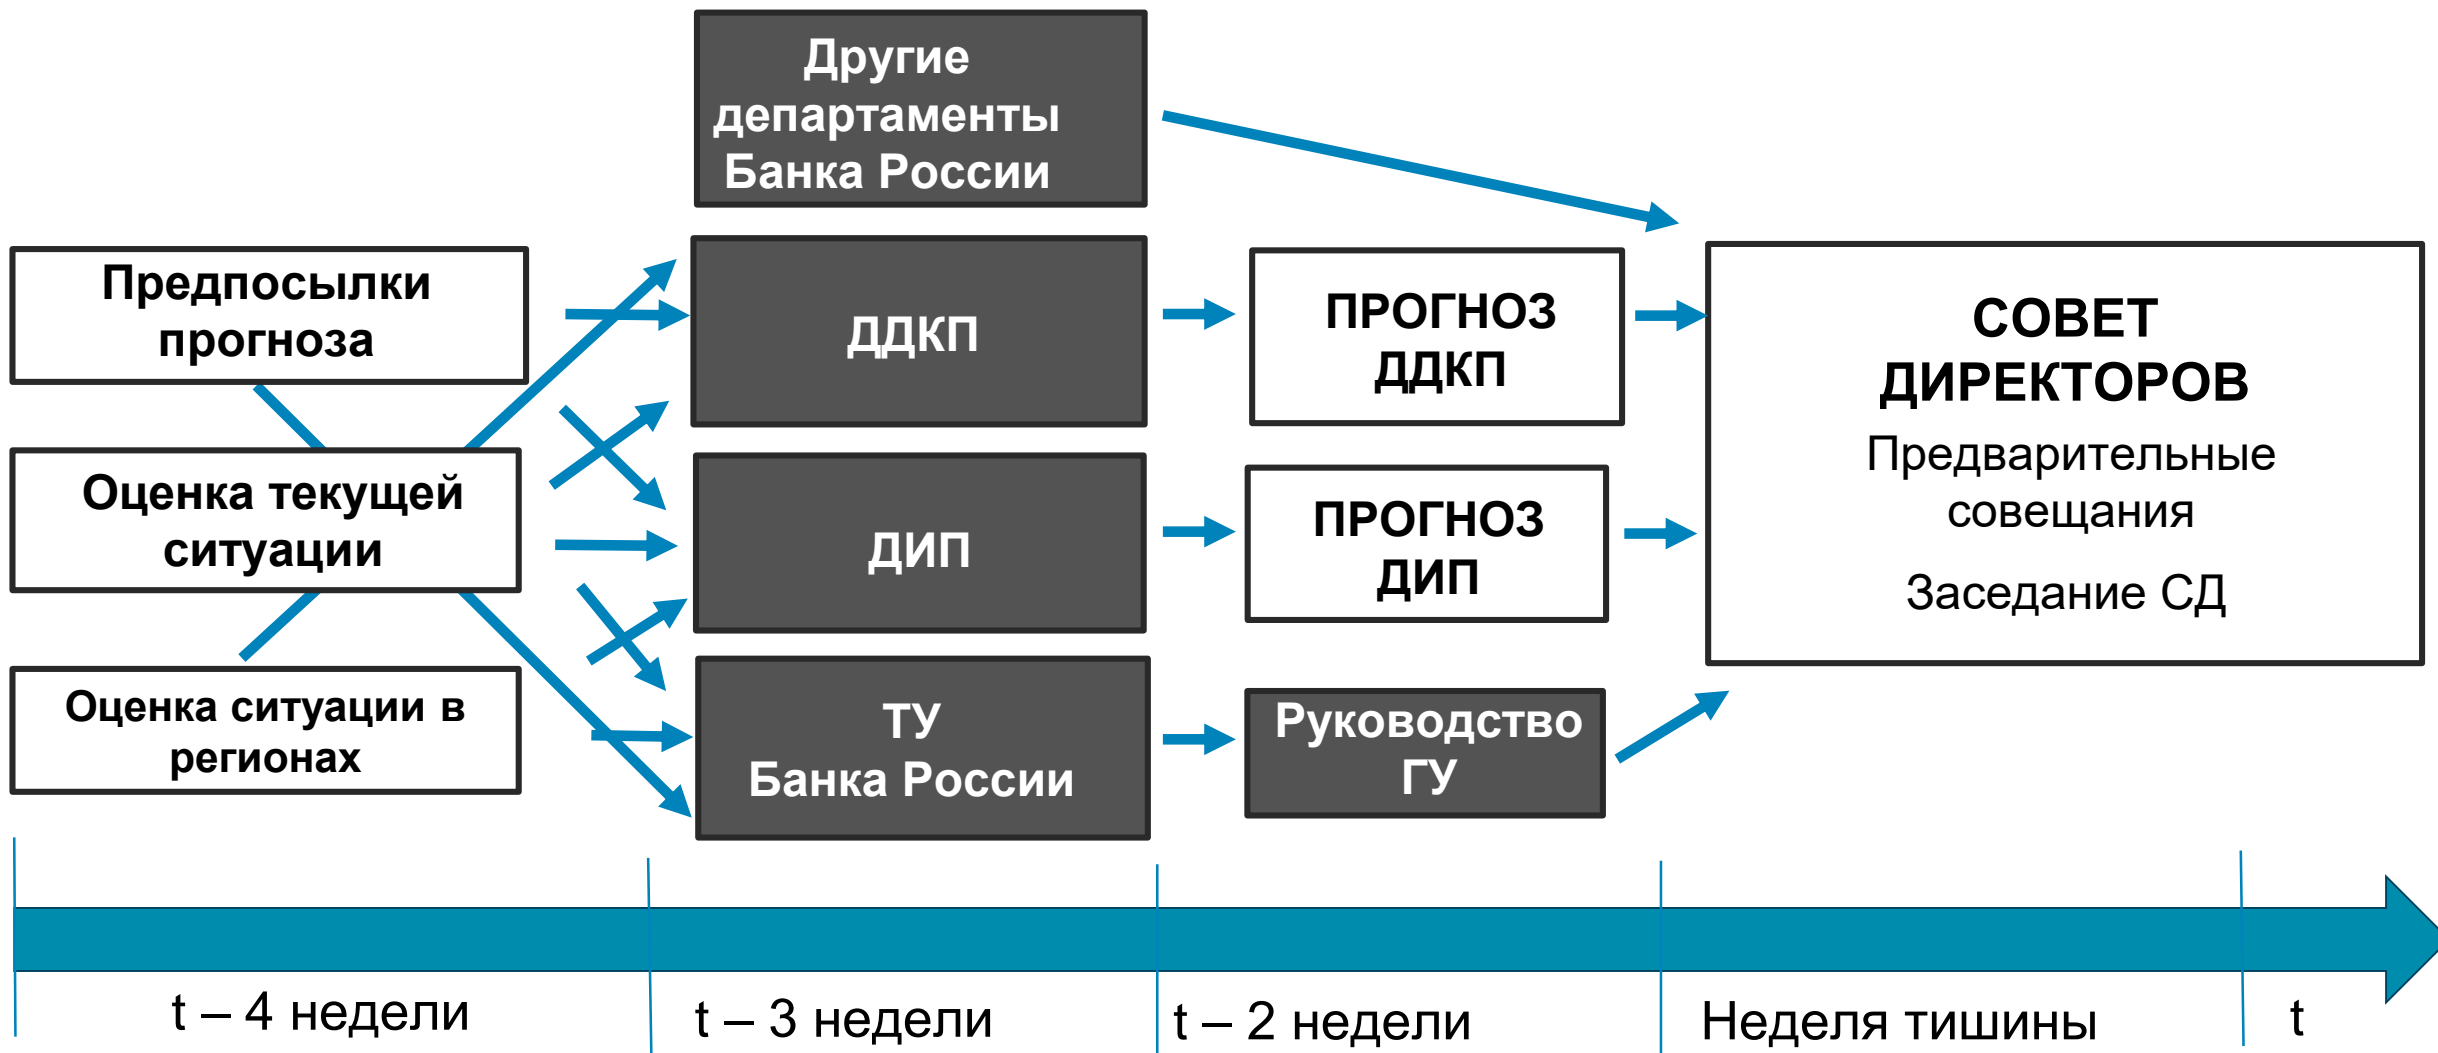 Другие
департаменты
Банка России
Предпосылки
прогноза
Оценка текущей
ситуации
Оценка ситуации в
регионах
ДДКП
ДИП
ТУ
Банка России
ПРОГНОЗ
ДДКП
ПРОГНОЗ
ДИП
Руководство
ГУ
СОВЕТ
ДИРЕКТОРОВ
Предварительные
совещания
Заседание СД
t – 4 недели
t – 3 недели
t – 2 недели
Неделя тишины
t